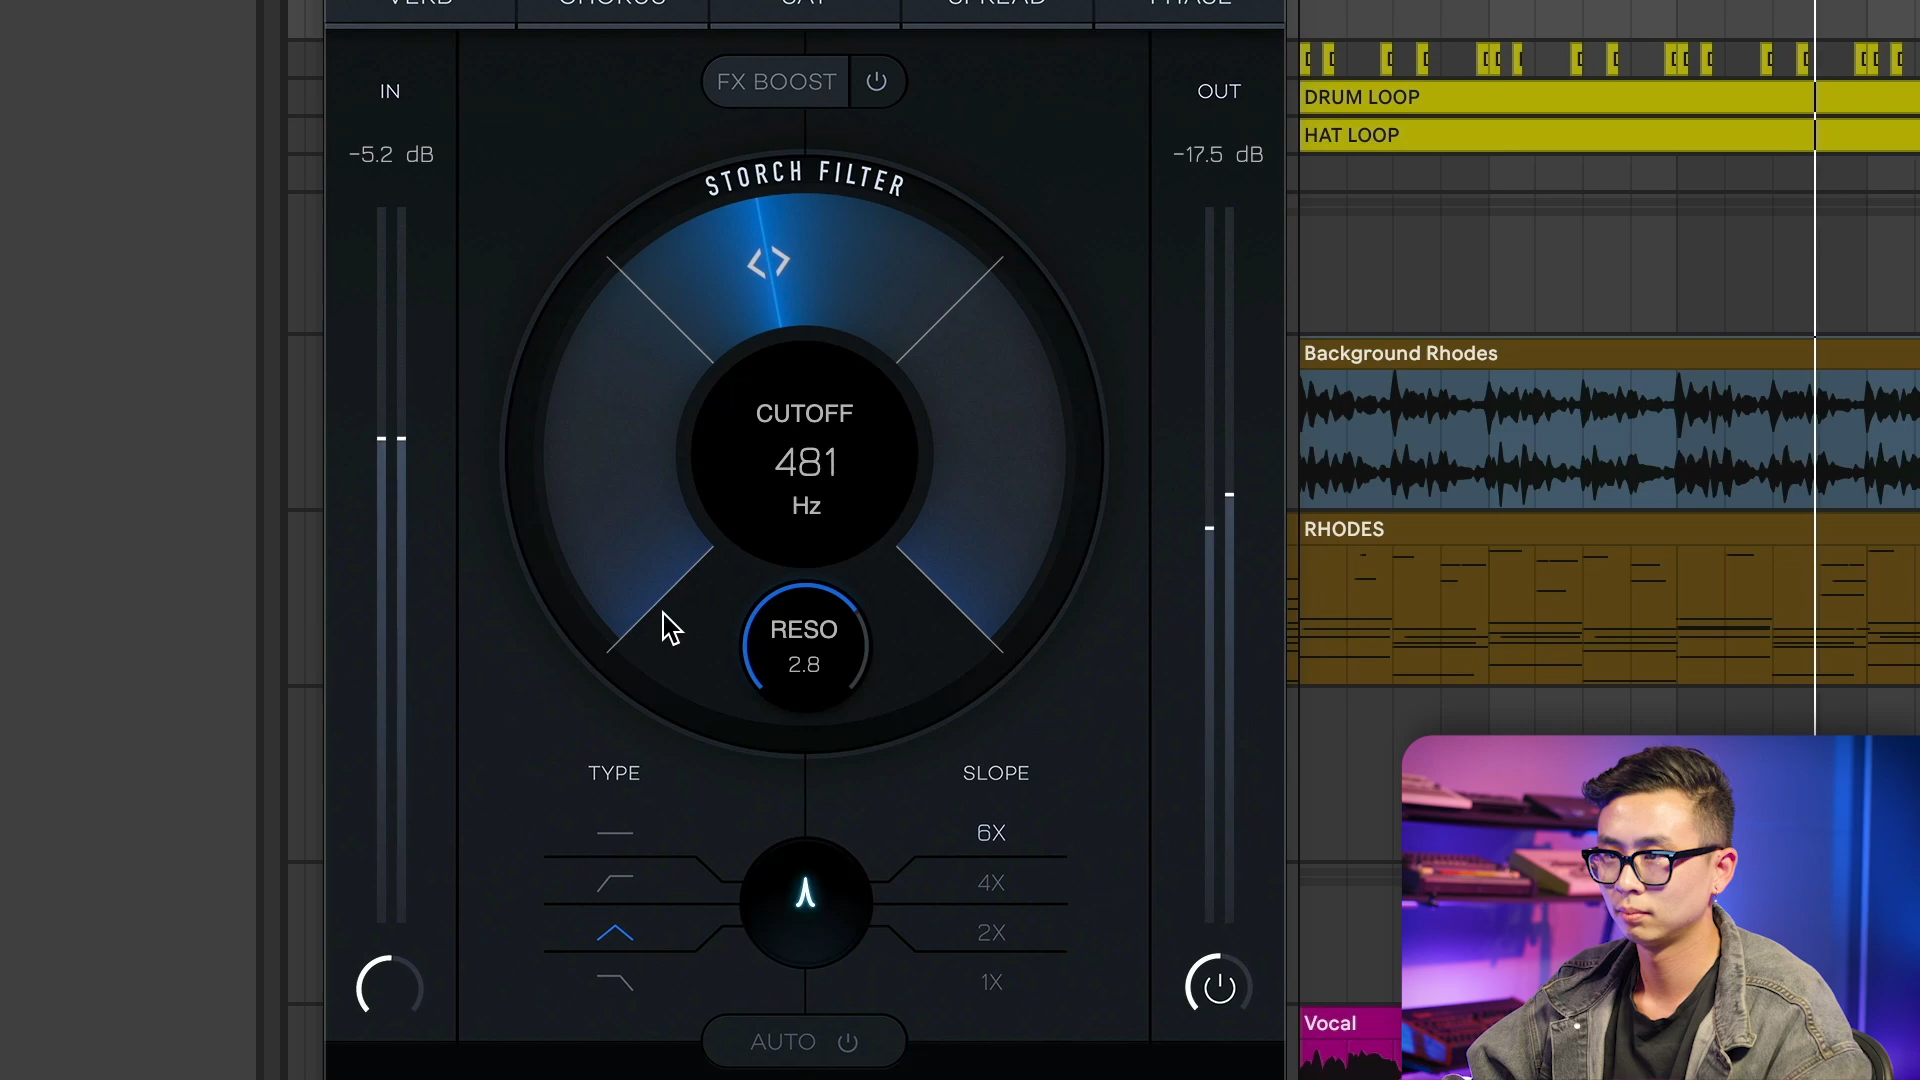 VERB CHORUS SAT SPREAD PHASE
FX BOOST
IN
-5.2 dB
OUT
-17.5 dB
STORCH FILTER
CUTOFF
481
Hz
RESO
2.8
TYPE
SLOPE
6X
4X
2X
1X
AUTO
DRUM LOOP
HAT LOOP
Background Rhodes
RHODES
Vocal